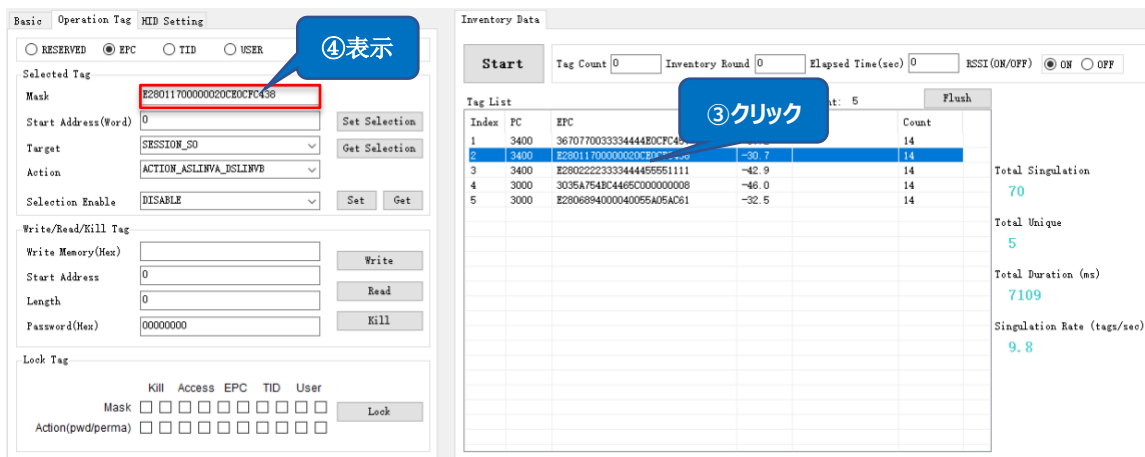 Basic Operation Tag HID Setting
RESERVED EPC TID USER
④表示
Selected Tag
Mask E28011700000020CE0CFC438
Start Address(Word) 0 Set Selection
Target SESSION_S0 Get Selection
Action ACTION_ASLINVA_DSLINVB
Selection Enable DISABLE Set Get
Write/Read/Kill Tag
Write Memory(Hex) Write
Start Address 0
Length 0 Read
Password(Hex) 00000000 Kill
Lock Tag
Kill Access EPC TID User
Mask Lock
Action(pwd/perma)
Inventory Data
Start Tag Count 0 Inventory Round 0 Elapsed Time(sec) 0 RSSI(ON/OFF) ON OFF
Tag List 5 Flush
③クリック
Index PC EPC Count
1 3400 14
2 3400 -30.7 14
3 3400 E28022223333444455551111 -42.9 14
4 3000 3035A754BC4465C000000008 -46.0 14
5 3000 E2806894000040055A05AC61 -32.5 14
Total Singulation
70
Total Unique
5
Total Duration (ms)
7109
Singulation Rate (tags/sec)
9.8